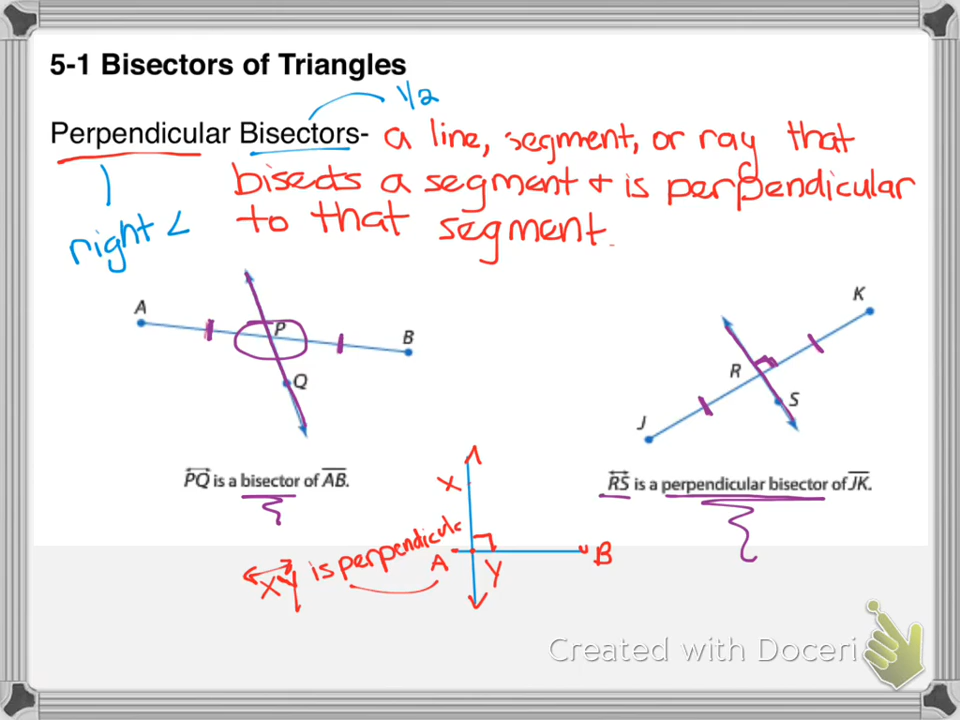 5-1 Bisectors of Triangles
1/2
Perpendicular Bisectors- a line, segment, or ray that
bisects a segment + is perpendicular
to that segment.
right <
A
P
B
Q
K
R
S
J
PQ is a bisector of AB.
RS is a perpendicular bisector of JK.
X
XY is perpendicula
A
Y
B
Created with Doceri